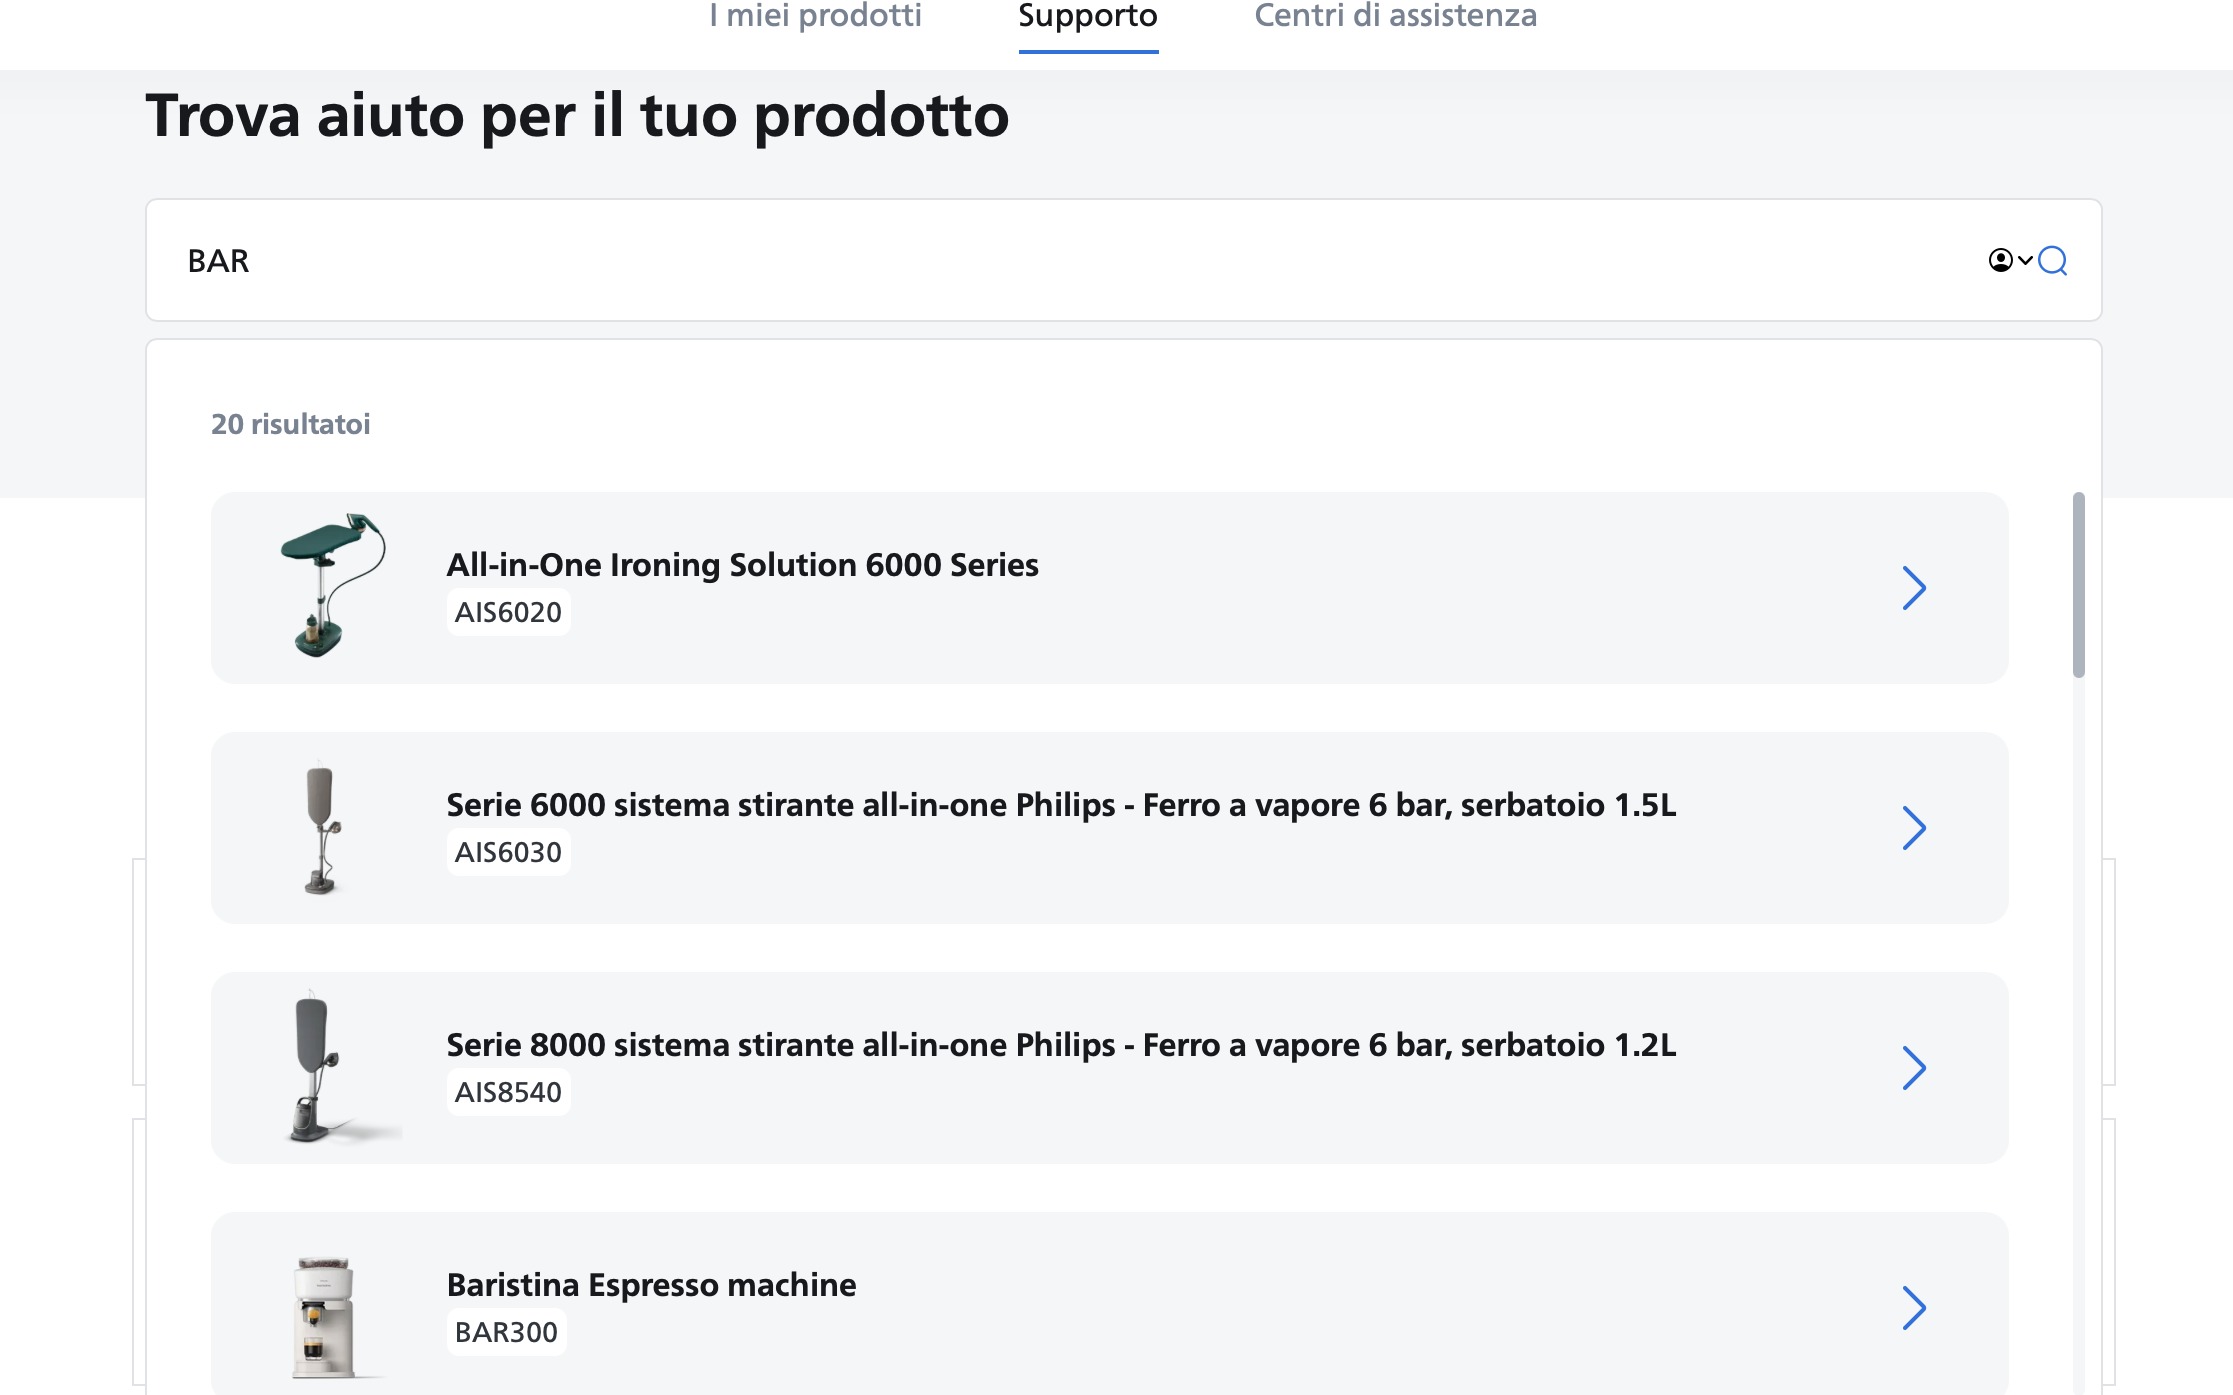 I miei prodotti
Supporto
Centri di assistenza
Trova aiuto per il tuo prodotto
BAR
20 risultatoi
All-in-One Ironing Solution 6000 Series
AIS6020
Serie 6000 sistema stirante all-in-one Philips - Ferro a vapore 6 bar, serbatoio 1.5L
AIS6030
Serie 8000 sistema stirante all-in-one Philips - Ferro a vapore 6 bar, serbatoio 1.2L
AIS8540
Baristina Espresso machine
BAR300